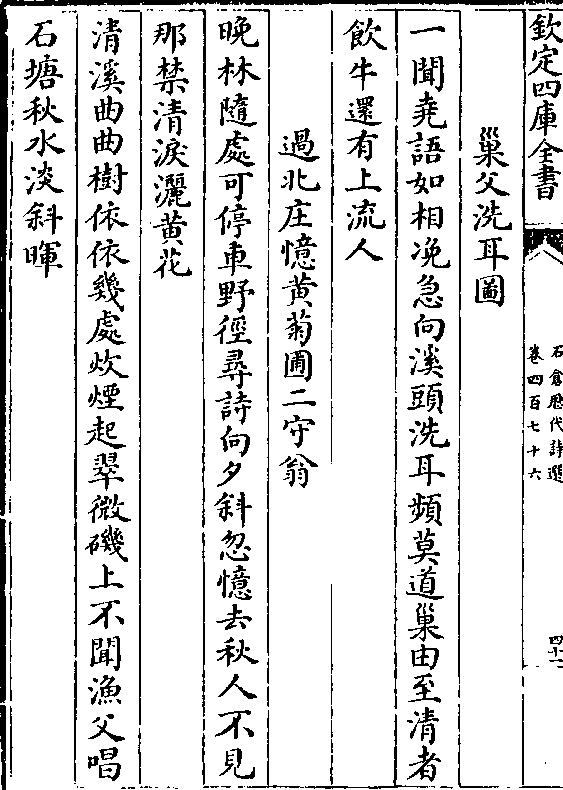 欽定四庫全書
石倉歷代詩選
卷四百七十六
巢父洗耳圖
一聞堯語如相浼急向溪頭洗耳頻莫道巢由至清者
飲牛還有上流人
過北庄憶黄菊圃二守翁
晚林隨處可停車野徑尋詩向夕斜忽憶去秋人不見
那禁清淚灑黄花
清溪曲曲樹依依幾處炊煙起翠微磯上不聞漁父唱
石塘秋水淡斜暉